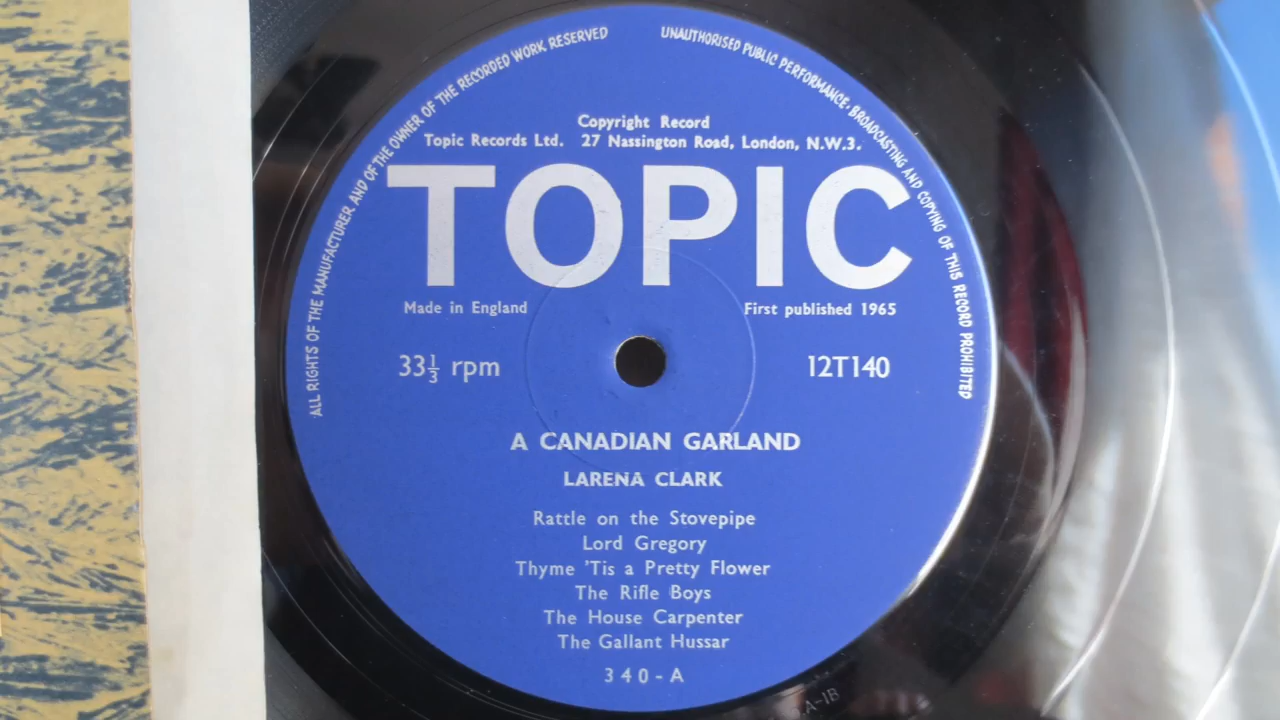 ALL RIGHTS OF THE MANUFACTURER AND OF THE OWNER OF THE RECORDED WORK RESERVED
UNAUTHORISED PUBLIC PERFORMANCE · BROADCASTING AND COPYING OF THIS RECORD PROHIBITED
Copyright Record
Topic Records Ltd. 27 Nassington Road, London, N.W.3.
TOPIC
Made in England First published 1965
33⅓ rpm 12T140
A CANADIAN GARLAND
LARENA CLARK
Rattle on the Stovepipe
Lord Gregory
Thyme 'Tis a Pretty Flower
The Rifle Boys
The House Carpenter
The Gallant Hussar
340-A